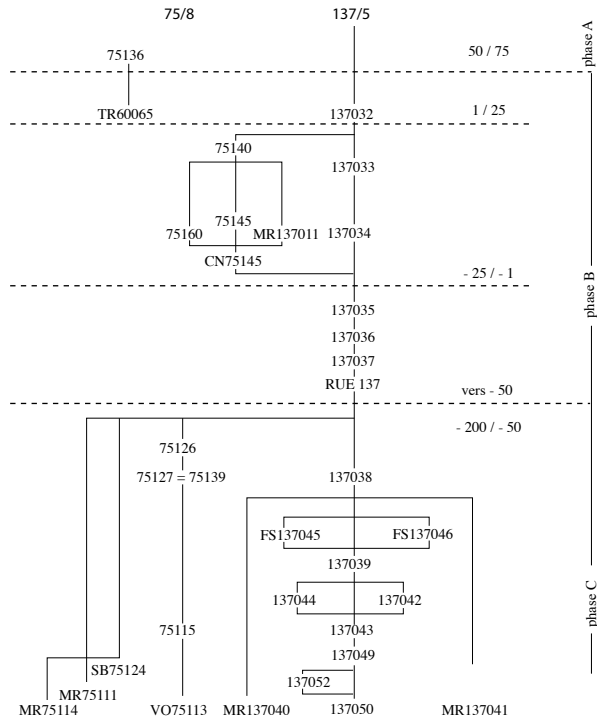 75/8 137/5
phase A
75136 50 / 75
TR60065 137032 1 / 25
75140
137033
75145
75160 MR137011 137034
CN75145
- 25 / - 1
phase B
137035
137036
137037
RUE 137
vers - 50
- 200 / - 50
75126
75127 = 75139 137038
FS137045 FS137046
137039
137044 137042
phase C
75115 137043
137049
SB75124
137052
MR75111
MR75114 VO75113 MR137040 137050 MR137041